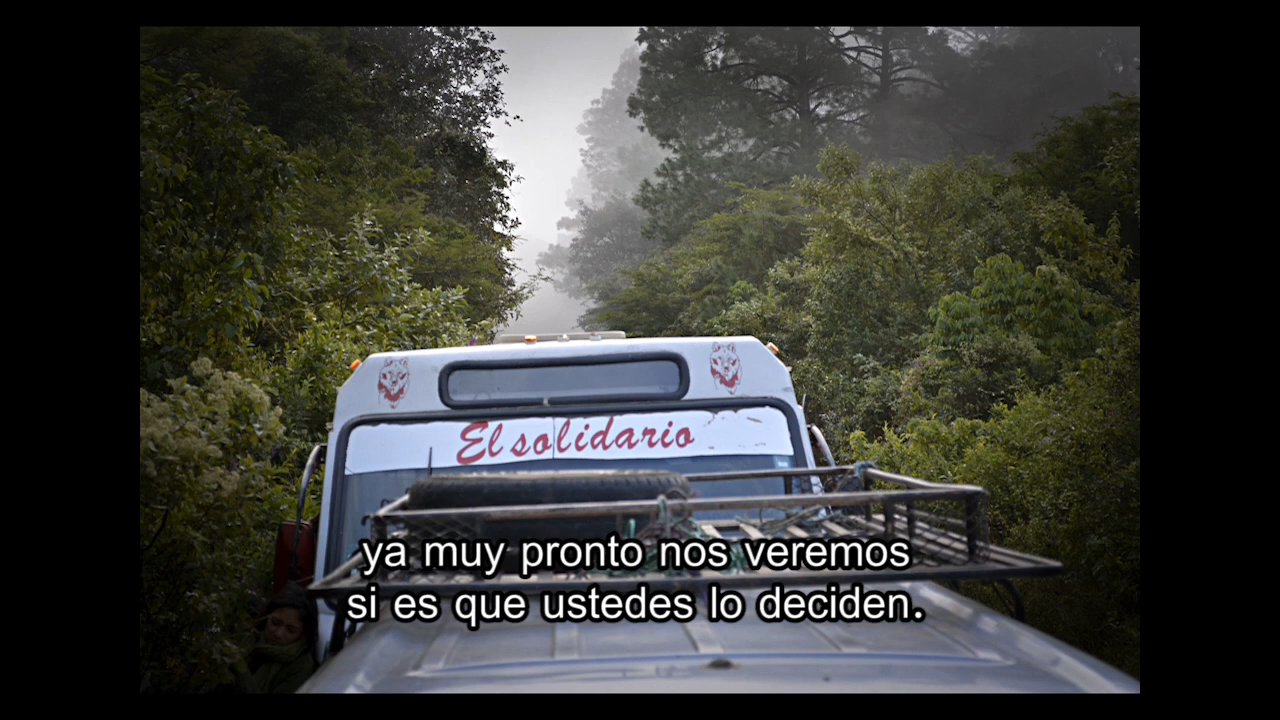 El solidario
ya muy pronto nos veremos
si es que ustedes lo deciden.